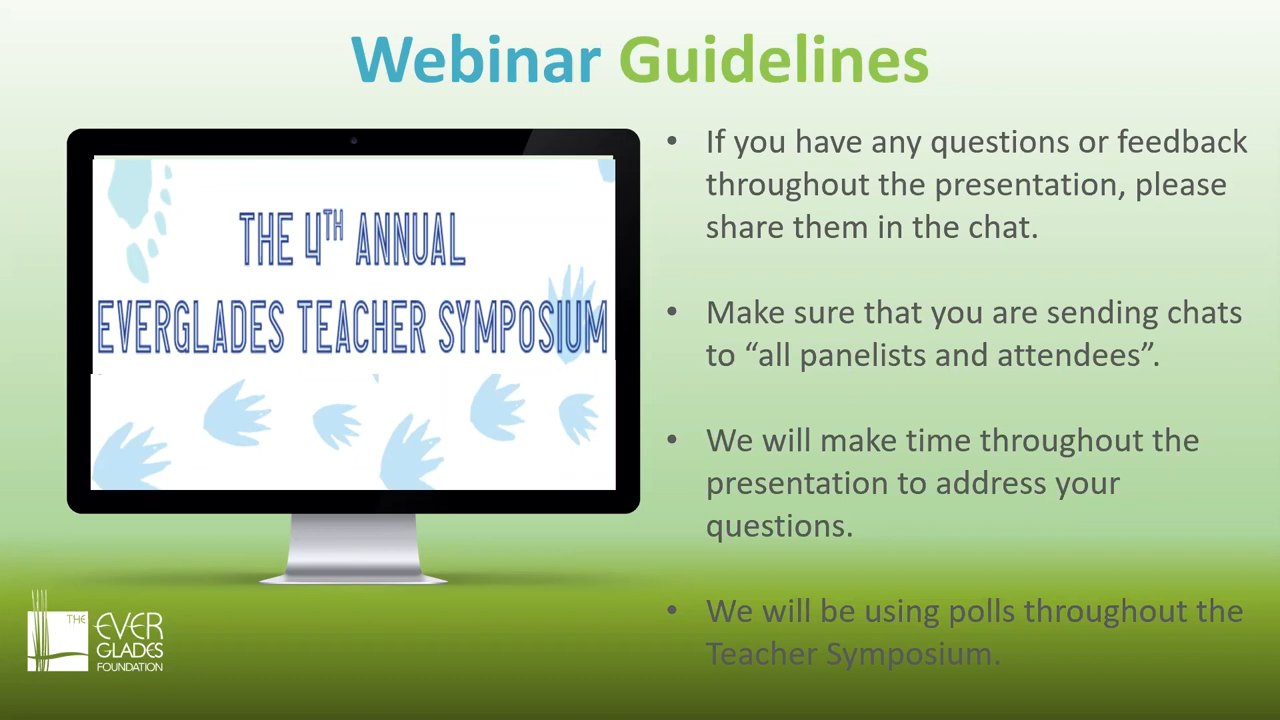 Webinar Guidelines
THE 4TH ANNUAL
EVERGLADES TEACHER SYMPOSIUM
• If you have any questions or feedback
throughout the presentation, please
share them in the chat.
• Make sure that you are sending chats
to “all panelists and attendees”.
• We will make time throughout the
presentation to address your
questions.
• We will be using polls throughout the
Teacher Symposium.
THE
EVER
GLADES
FOUNDATION